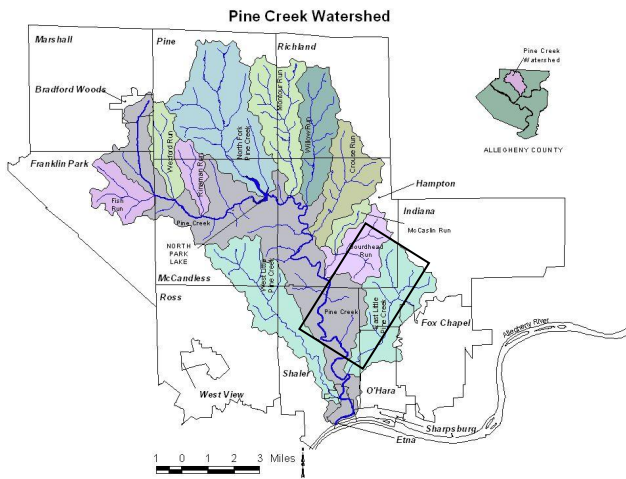 Pine Creek Watershed
Marshall
Pine
Richland
Bradford Woods
Pine Creek
Watershed
ALLEGHENY COUNTY
Franklin Park
Wexford Run
Rinaman Run
North Fork
Pine Creek
Montour Run
Willow Run
Crouse Run
Fish
Run
Pine Creek
Hampton
Indiana
McCaslin Run
Gourdhead
Run
NORTH
PARK
LAKE
West Little
Pine Creek
McCandless
Ross
Pine Creek
East Little
Pine Creek
Fox Chapel
Allegheny River
West View
Shaler
O'Hara
Sharpsburg
Etna
1 0 1 2 3 Miles